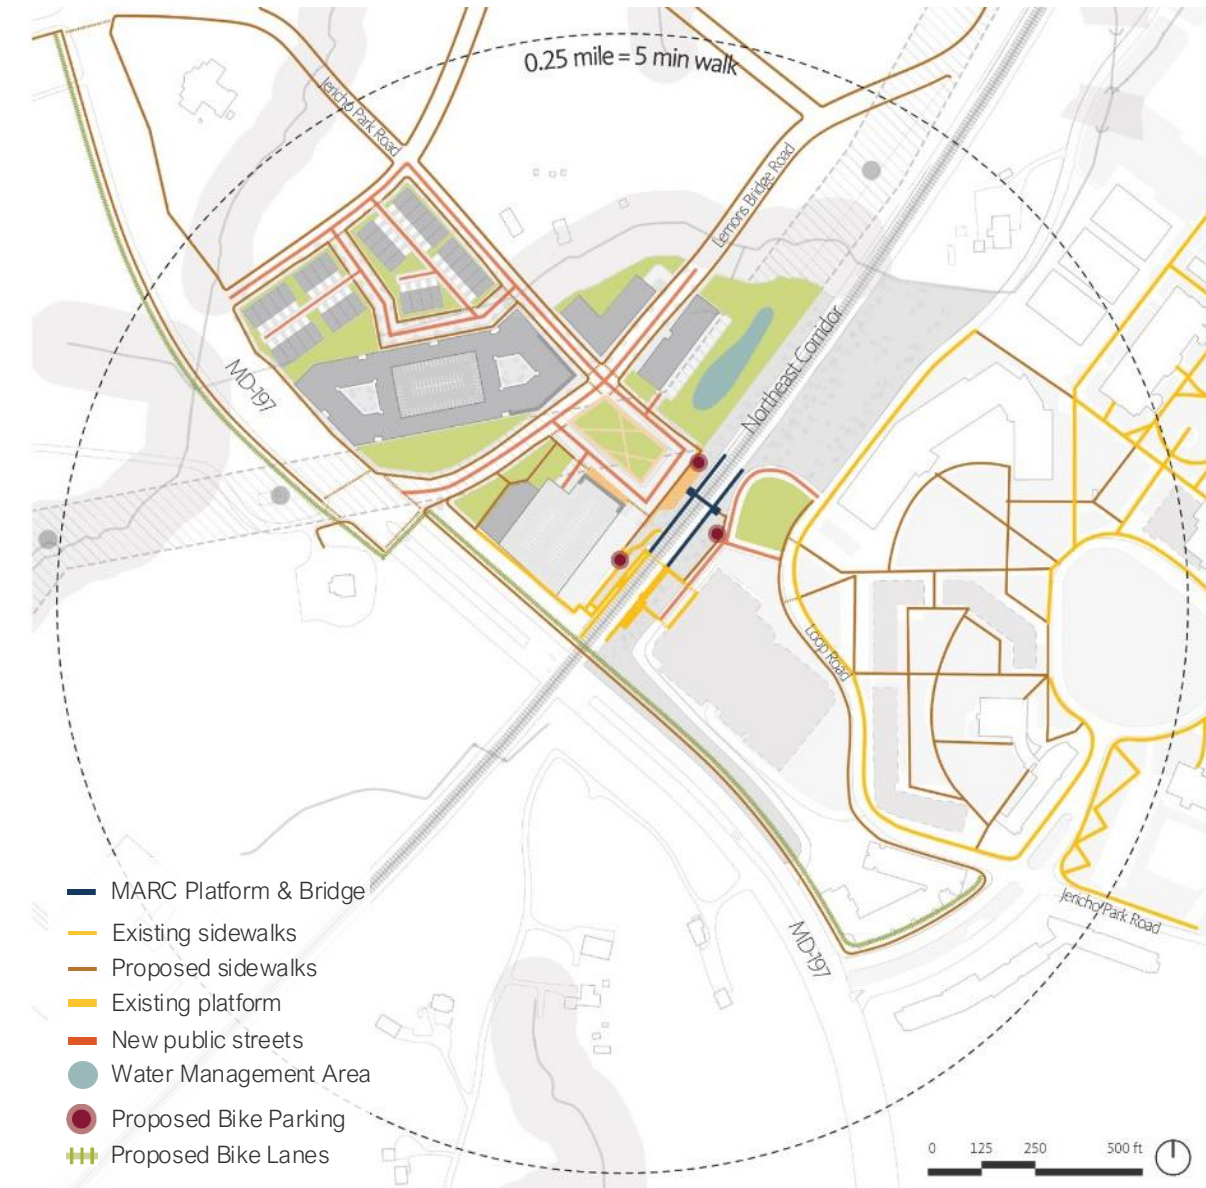 0.25 mile = 5 min walk
Jericho Park Road
Lemons Bridge Road
Northeast Corridor
MD-197
Loop Road
MARC Platform & Bridge
Existing sidewalks
Proposed sidewalks
Existing platform
New public streets
Water Management Area
Proposed Bike Parking
Proposed Bike Lanes
MD-197
Jericho Park Road
0 125 250 500 ft